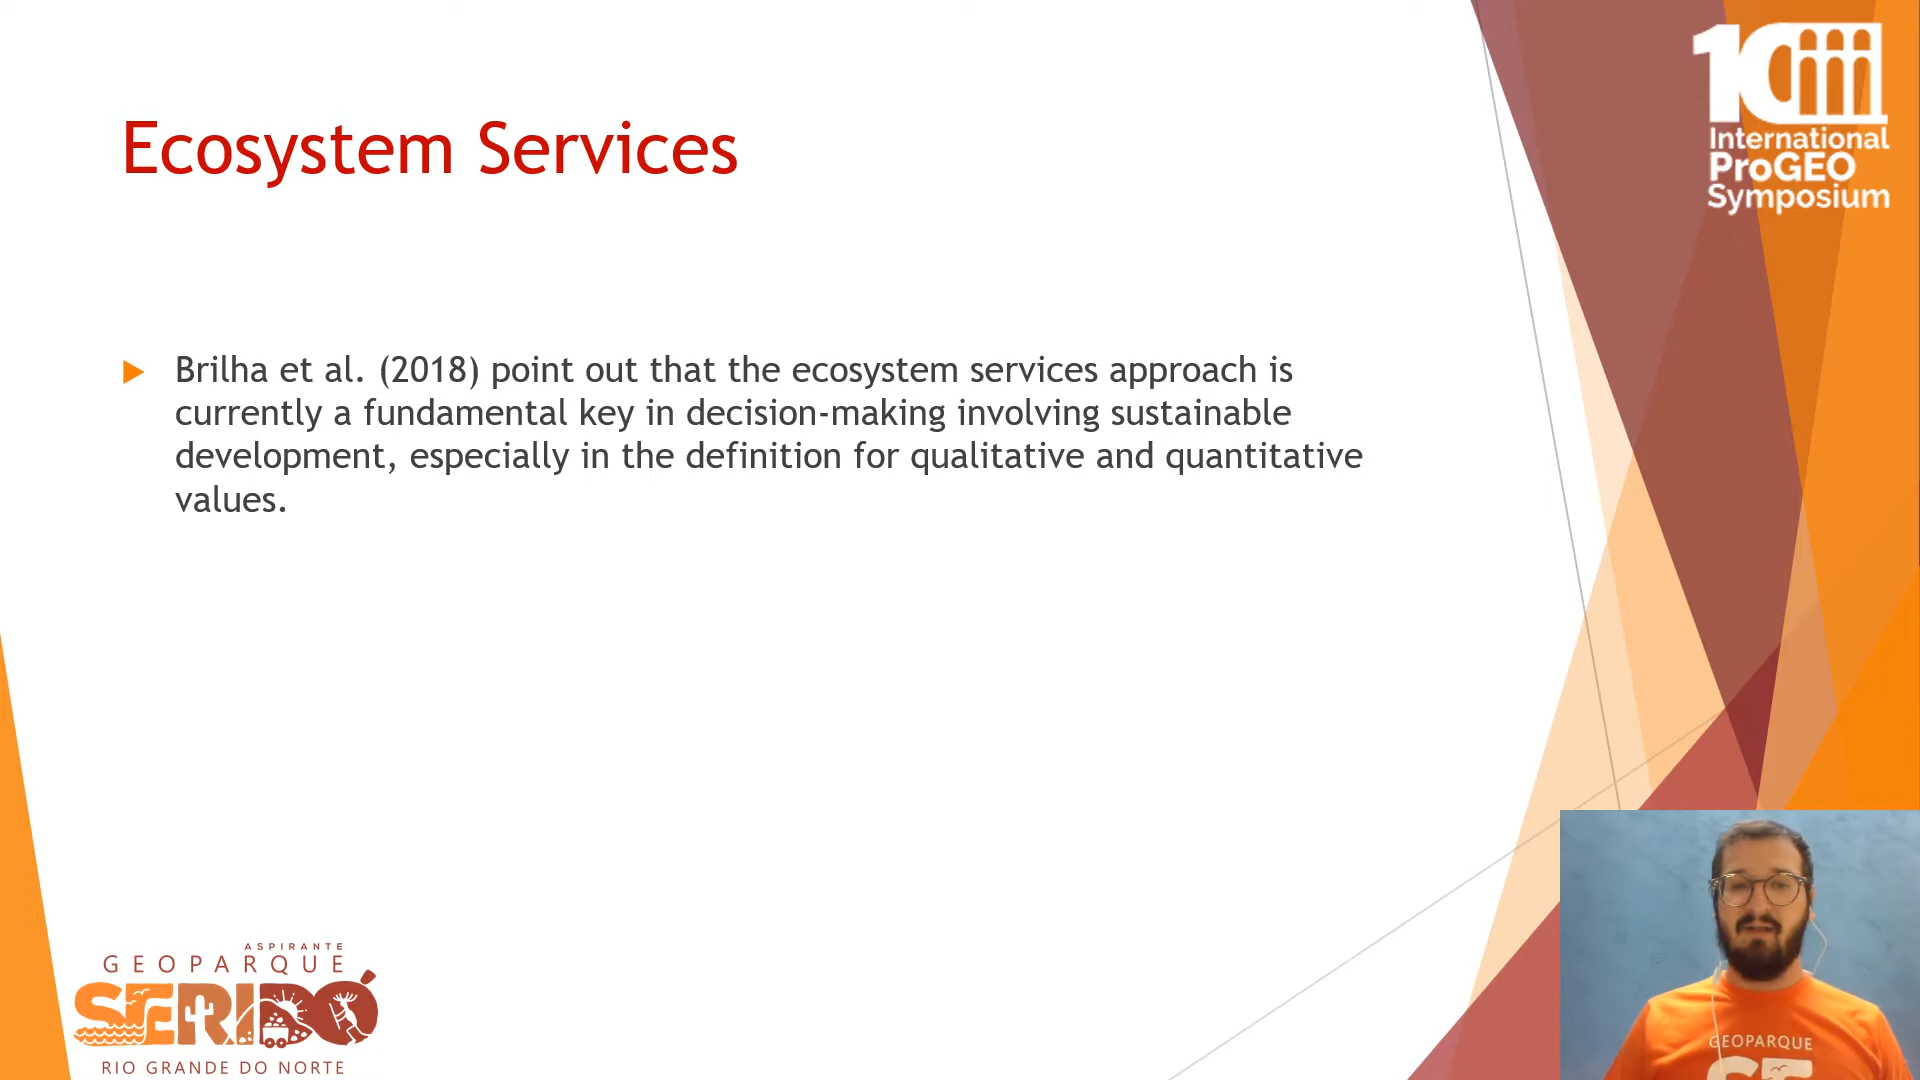 Ecosystem Services
Brilha et al. (2018) point out that the ecosystem services approach is
currently a fundamental key in decision-making involving sustainable
development, especially in the definition for qualitative and quantitative
values.
10
International
ProGEO
Symposium
ASPIRANTE
GEOPARQUE
SERIDÓ
RIO GRANDE DO NORTE
GEOPARQUE
SE